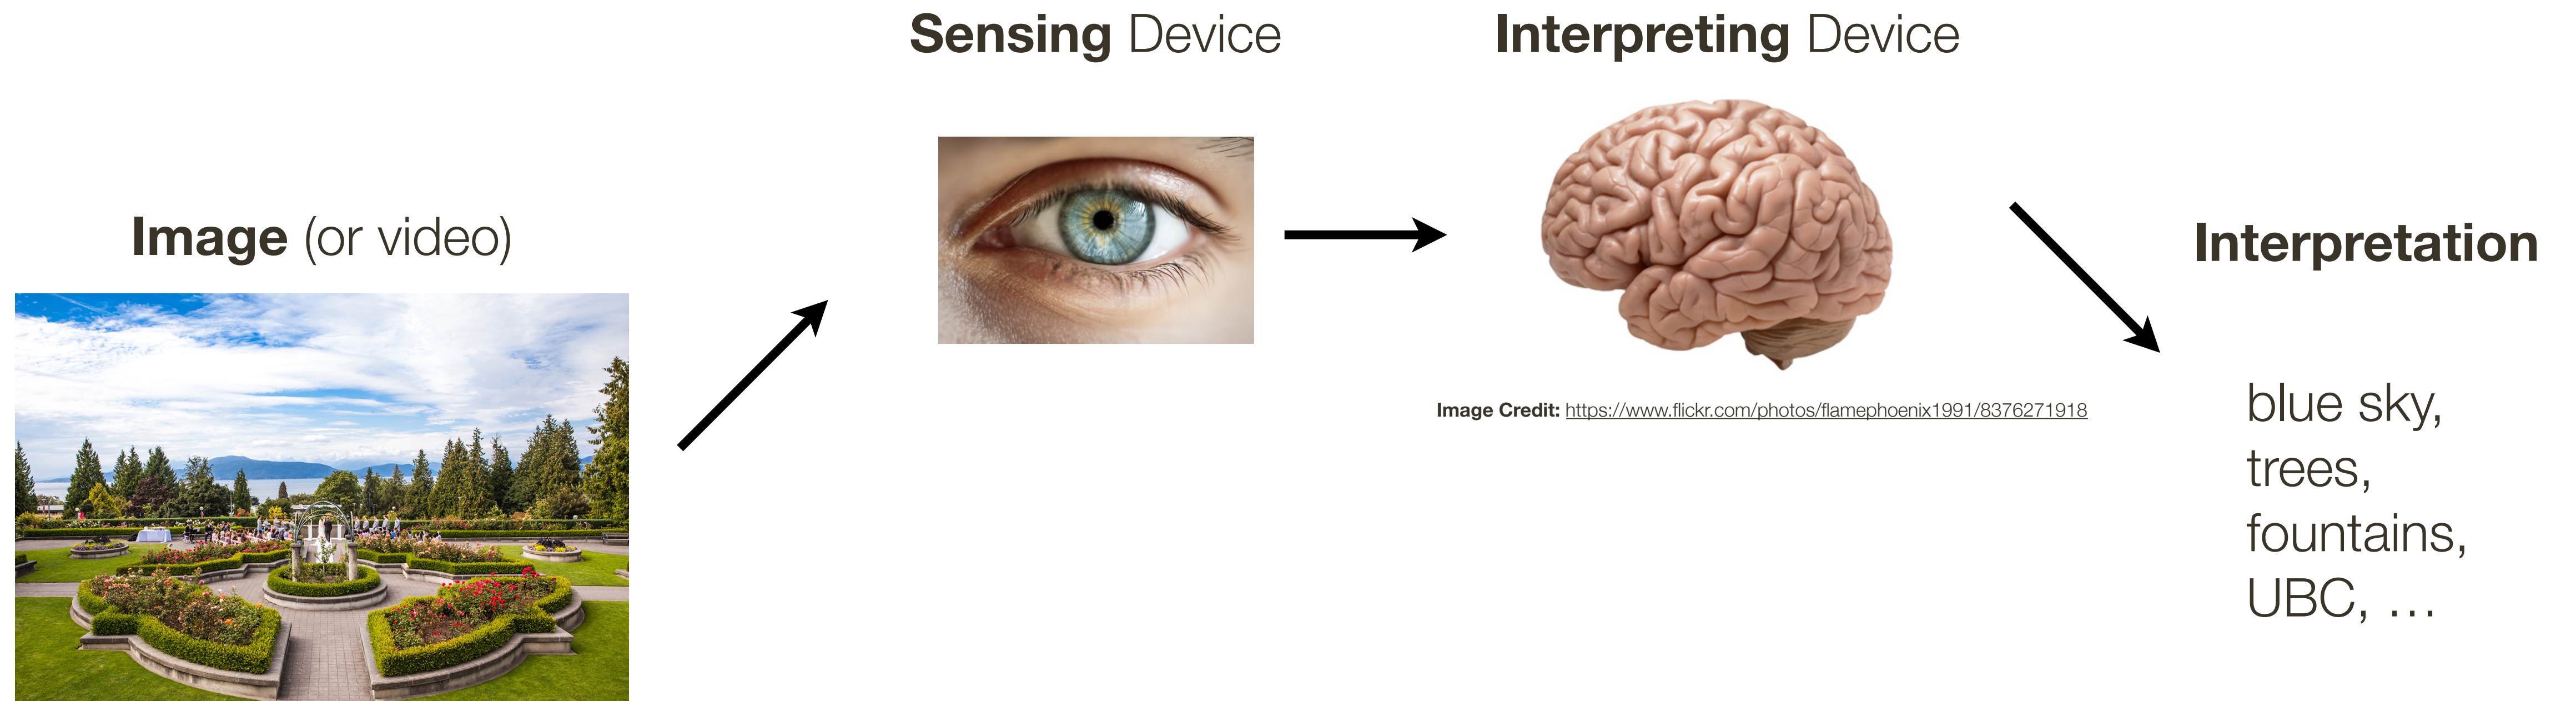 Sensing Device
Interpreting Device
Image (or video)
Interpretation
Image Credit: https://www.flickr.com/photos/flamephoenix1991/8376271918
blue sky,
trees,
fountains,
UBC, …